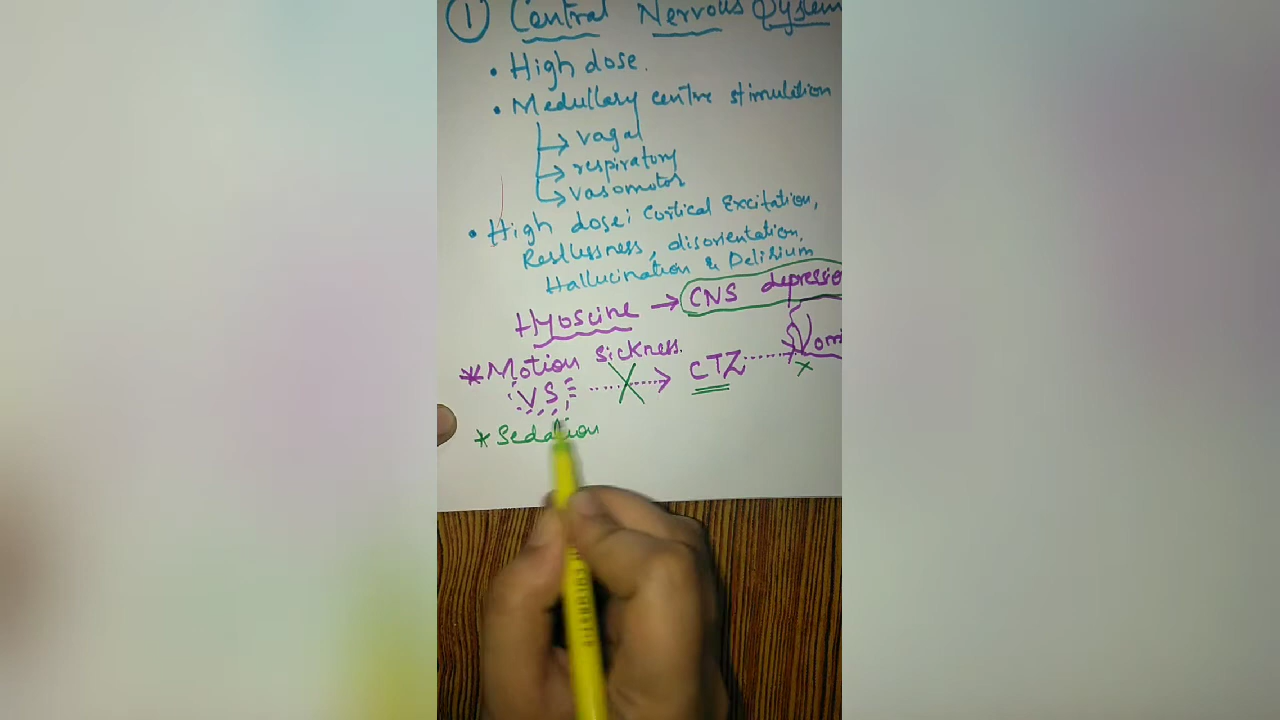 ① Central Nervous System
• High dose.
• Medullary centre stimulation
→ vagal
→ respiratory
→ vasomotor
• High dose: Cortical Excitation,
Restlessness, disorientation,
Hallucination & Delirium
Hyoscine → CNS depressio
* Motion Sickness.
VS → CTZ → Vomi
* Sedation